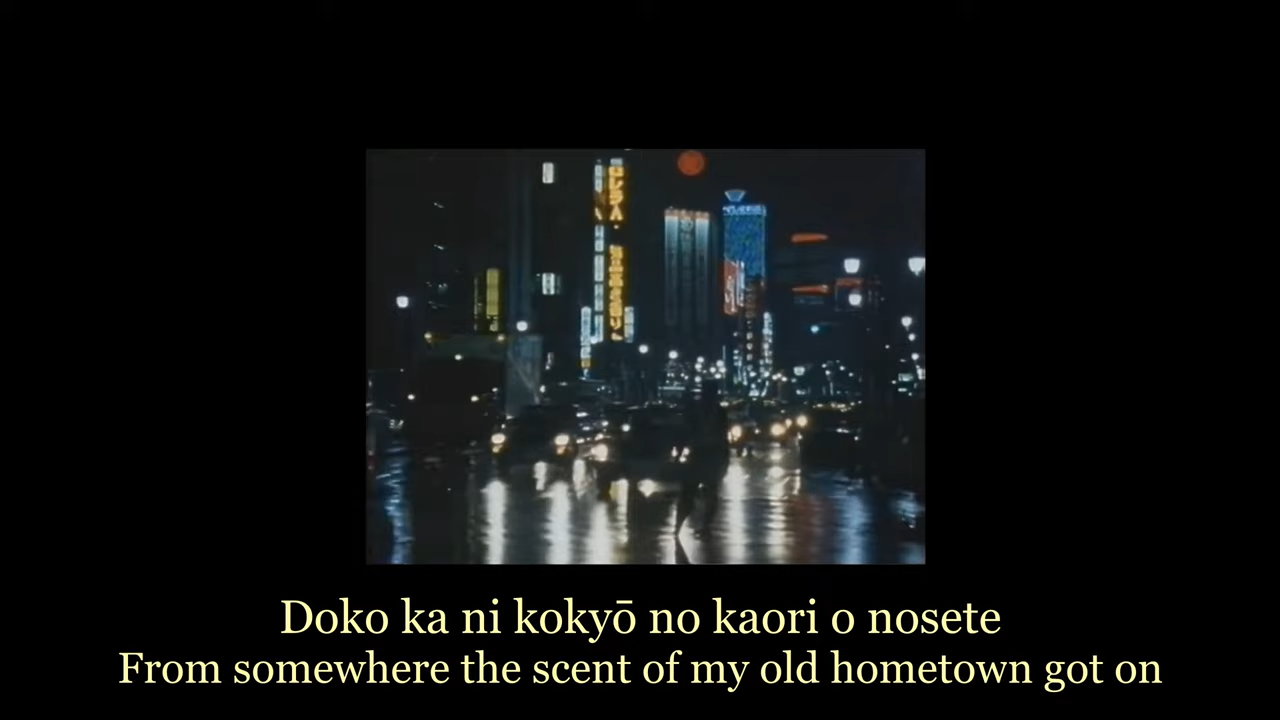 Doko ka ni kokyō no kaori o nosete
From somewhere the scent of my old hometown got on